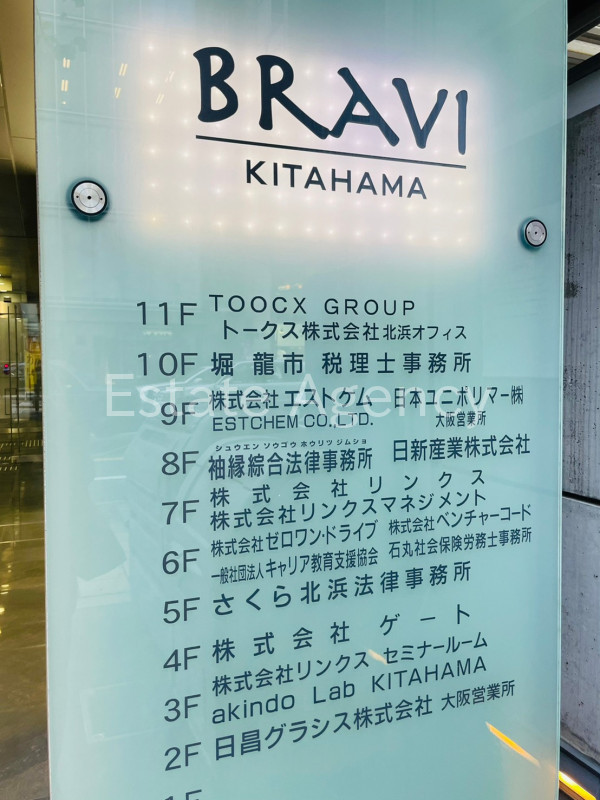 BRAVI
KITAHAMA
11F TOOCX GROUP
トークス株式会社北浜オフィス
10F 堀 龍市 税理士事務所
Estate Agency
9F 株式会社エストケム 日本ユニポリマー㈱
ESTCHEM CO.,LTD. 大阪営業所
シュウエン ソウゴウ ホウリツ ジムショ
8F 袖縁綜合法律事務所 日新産業株式会社
7F 株式会社リンクス
株式会社リンクスマネジメント
6F 株式会社ゼロワンドライブ 株式会社ベンチャーコード
一般社団法人キャリア教育支援協会 石丸社会保険労務士事務所
5F さくら北浜法律事務所
4F 株式会社 ゲート
株式会社リンクス セミナールーム
3F akindo Lab KITAHAMA
2F 日昌グラシス株式会社 大阪営業所
1F